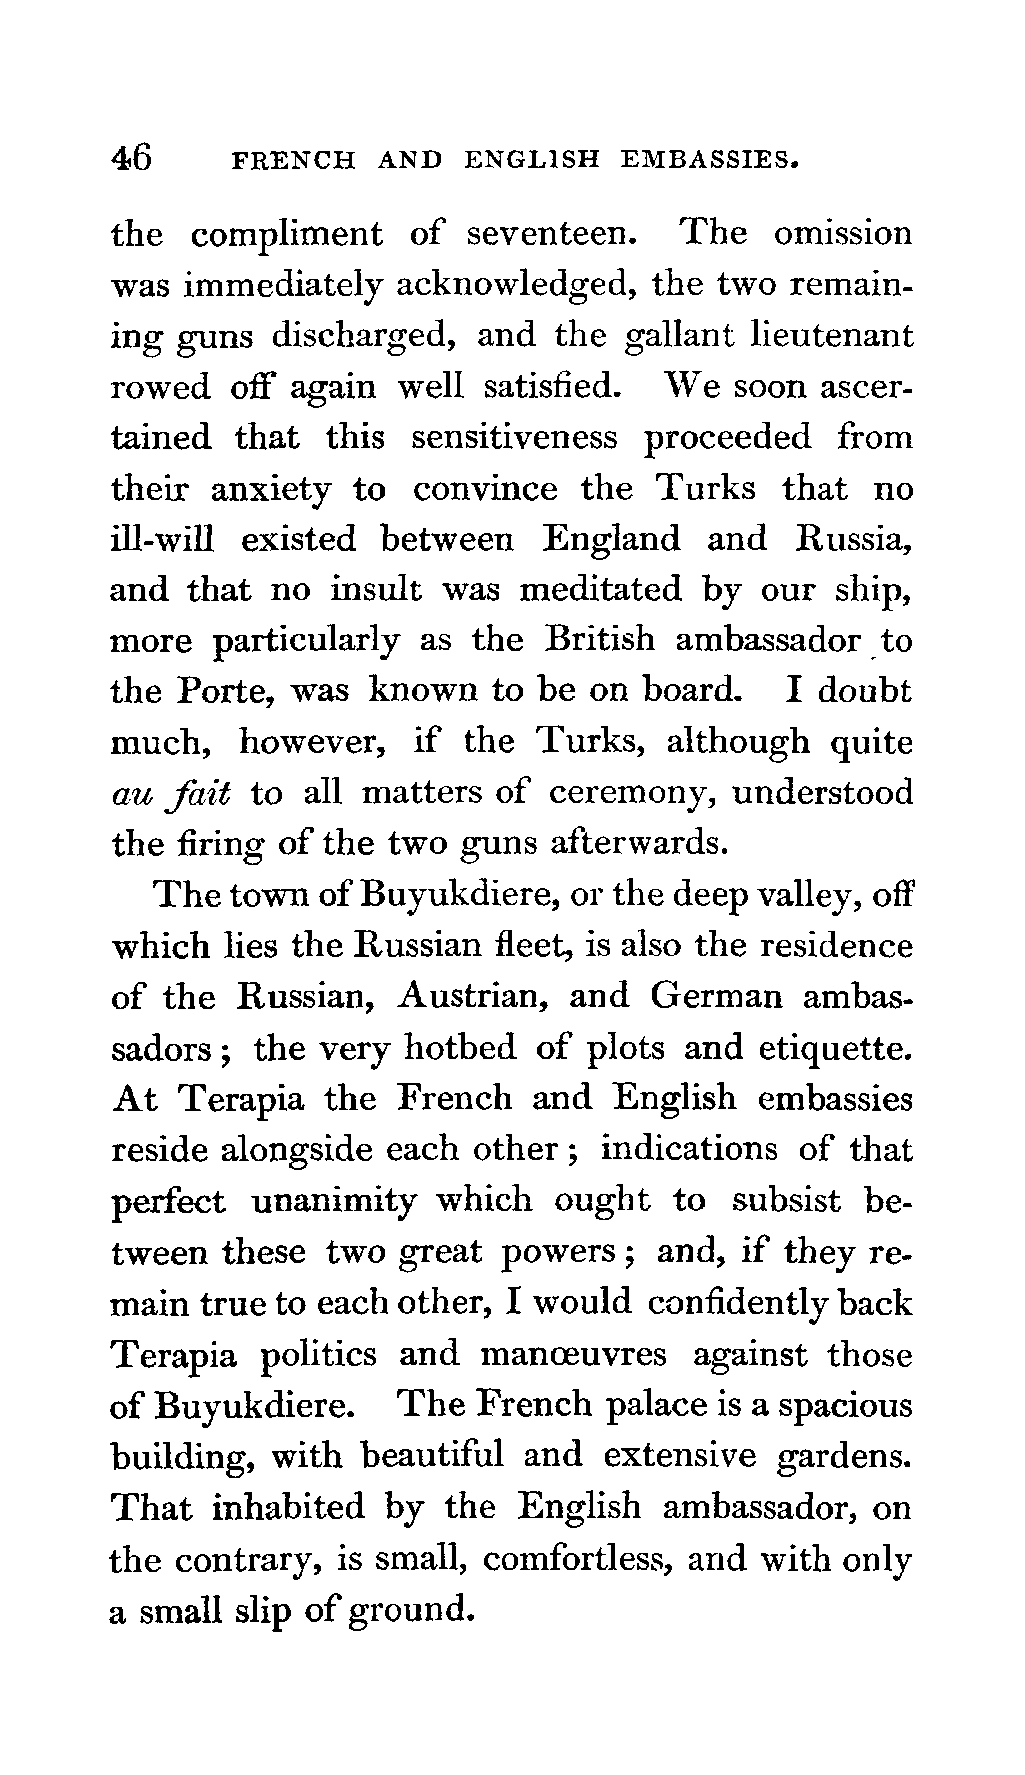 46 FRENCH AND ENGLISH EMBASSIES.
the compliment of seventeen. The omission
was immediately acknowledged, the two remain-
ing guns discharged, and the gallant lieutenant
rowed off again well satisfied. We soon ascer-
tained that this sensitiveness proceeded from
their anxiety to convince the Turks that no
ill-will existed between England and Russia,
and that no insult was meditated by our ship,
more particularly as the British ambassador to
the Porte, was known to be on board. I doubt
much, however, if the Turks, although quite
au fait to all matters of ceremony, understood
the firing of the two guns afterwards.
The town of Buyukdiere, or the deep valley, off
which lies the Russian fleet, is also the residence
of the Russian, Austrian, and German ambas-
sadors; the very hotbed of plots and etiquette.
At Terapia the French and English embassies
reside alongside each other; indications of that
perfect unanimity which ought to subsist be-
tween these two great powers; and, if they re-
main true to each other, I would confidently back
Terapia politics and manœuvres against those
of Buyukdiere. The French palace is a spacious
building, with beautiful and extensive gardens.
That inhabited by the English ambassador, on
the contrary, is small, comfortless, and with only
a small slip of ground.